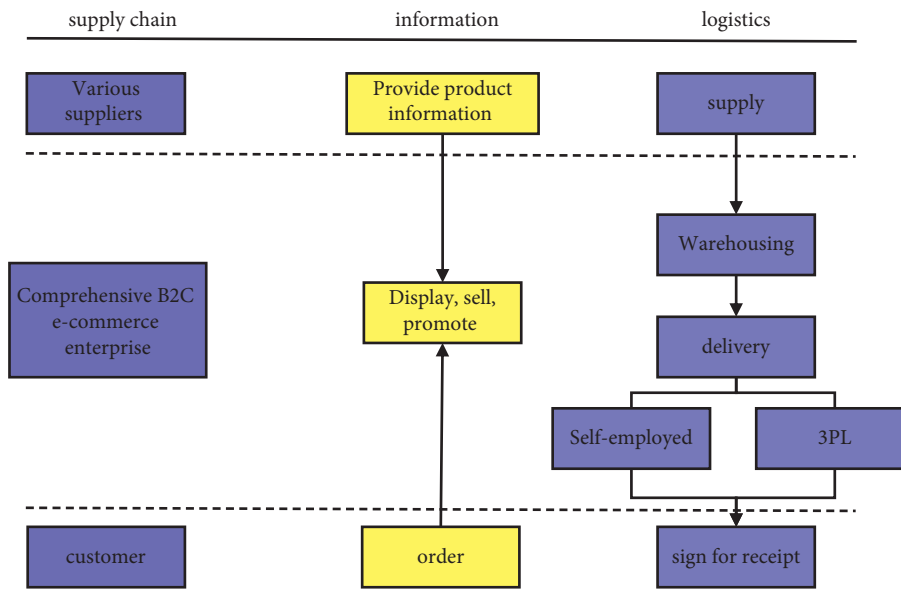 supply chain
information
logistics
Various
suppliers
Provide product
information
supply
Warehousing
Comprehensive B2C
e-commerce
enterprise
Display, sell,
promote
delivery
Self-employed
3PL
customer
order
sign for receipt